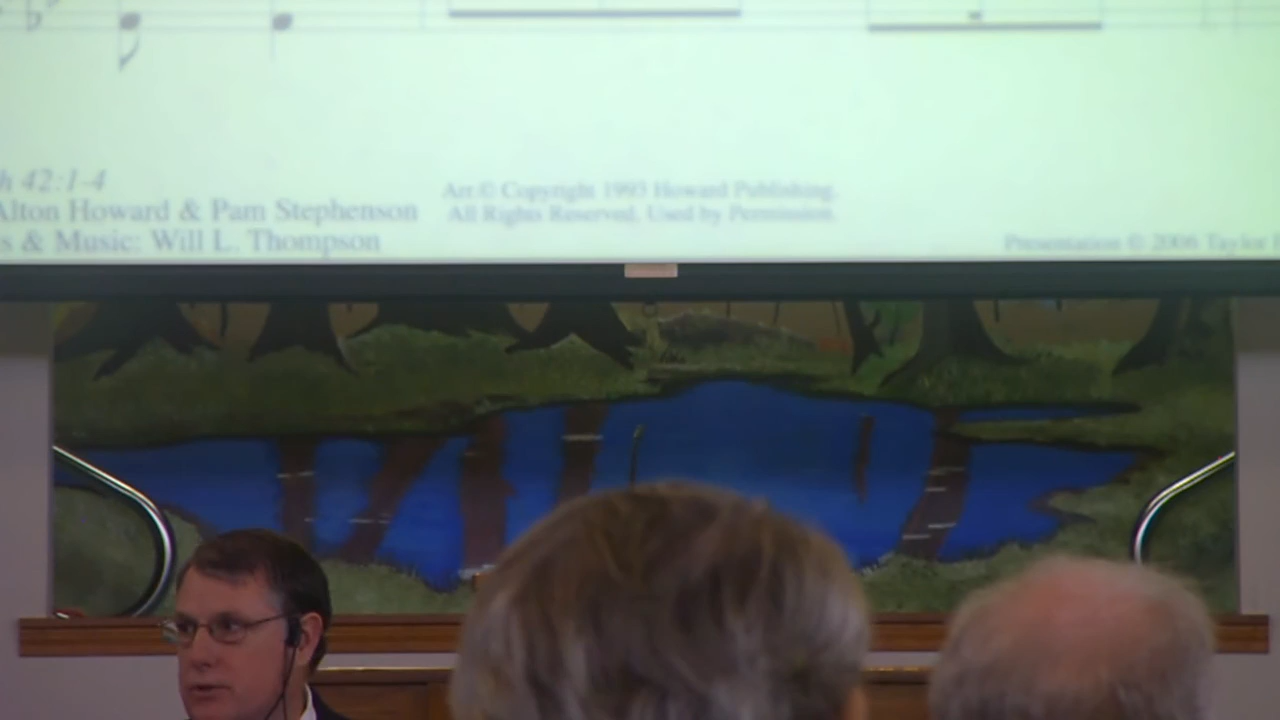 h 42:1-4
Alton Howard & Pam Stephenson
s & Music: Will L. Thompson
Art © Copyright 1993 Howard Publishing.
All Rights Reserved. Used by Permission.
Presentation © 2006 Taylor